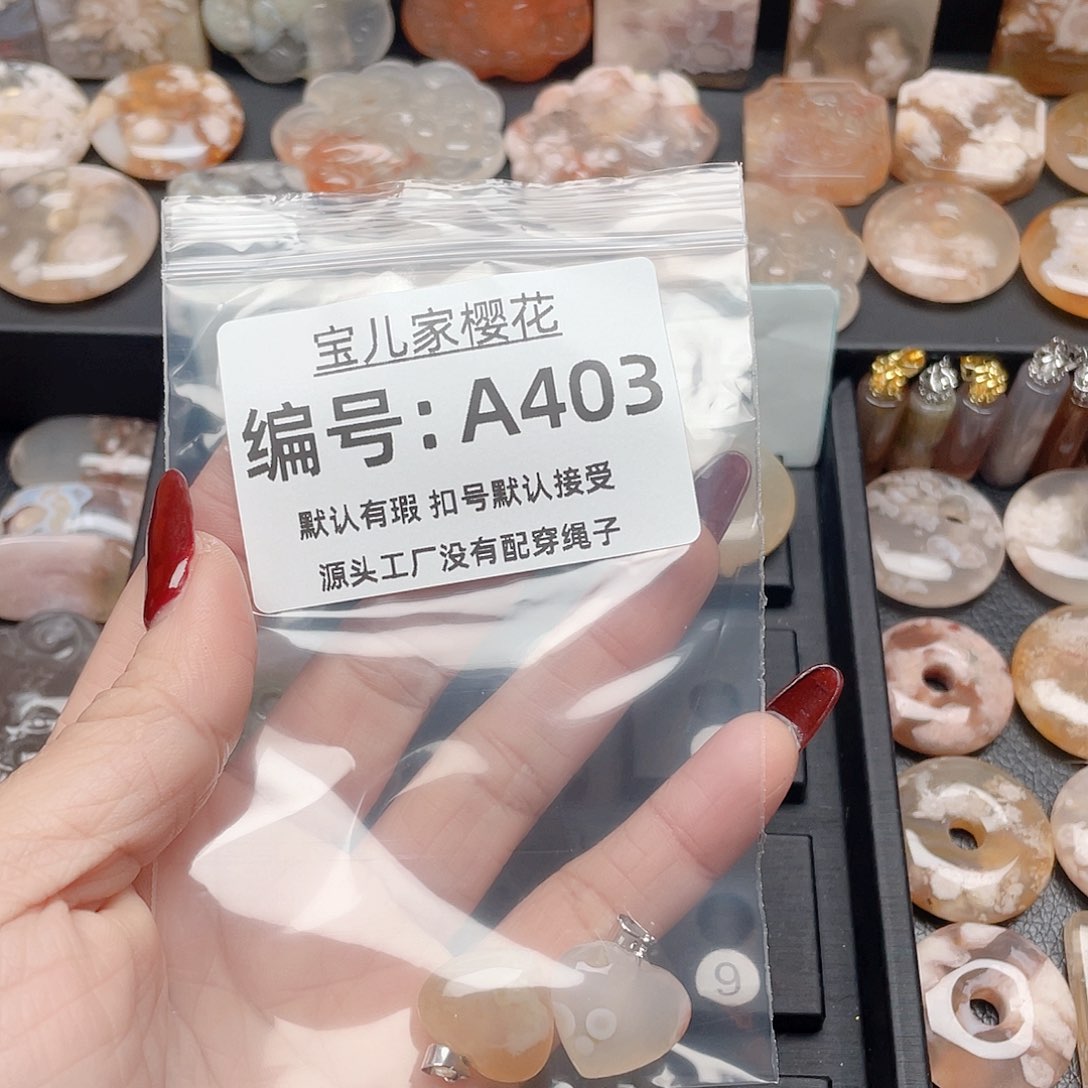 宝儿家樱花
编号：A403
默认有瑕 扣号默认接受
源头工厂没有配穿绳子
9